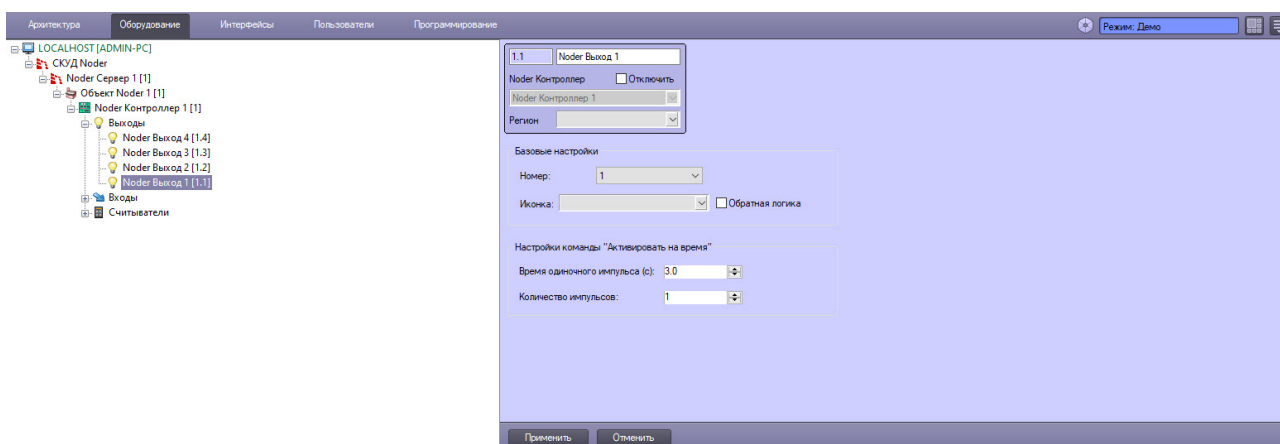 Архитектура Оборудование Интерфейсы Пользователи Программирование Режим: Демо
LOCALHOST [ADMIN-PC]
СКУД Noder
Noder Сервер 1 [1]
Объект Noder 1 [1]
Noder Контроллер 1 [1]
Выходы
Noder Выход 4 [1.4]
Noder Выход 3 [1.3]
Noder Выход 2 [1.2]
Noder Выход 1 [1.1]
Входы
Считыватели
1.1 Noder Выход 1
Noder Контроллер Отключить
Noder Контроллер 1
Регион
Базовые настройки
Номер: 1
Иконка: Обратная логика
Настройки команды "Активировать на время"
Время одиночного импульса (с): 3.0
Количество импульсов: 1
Применить Отменить